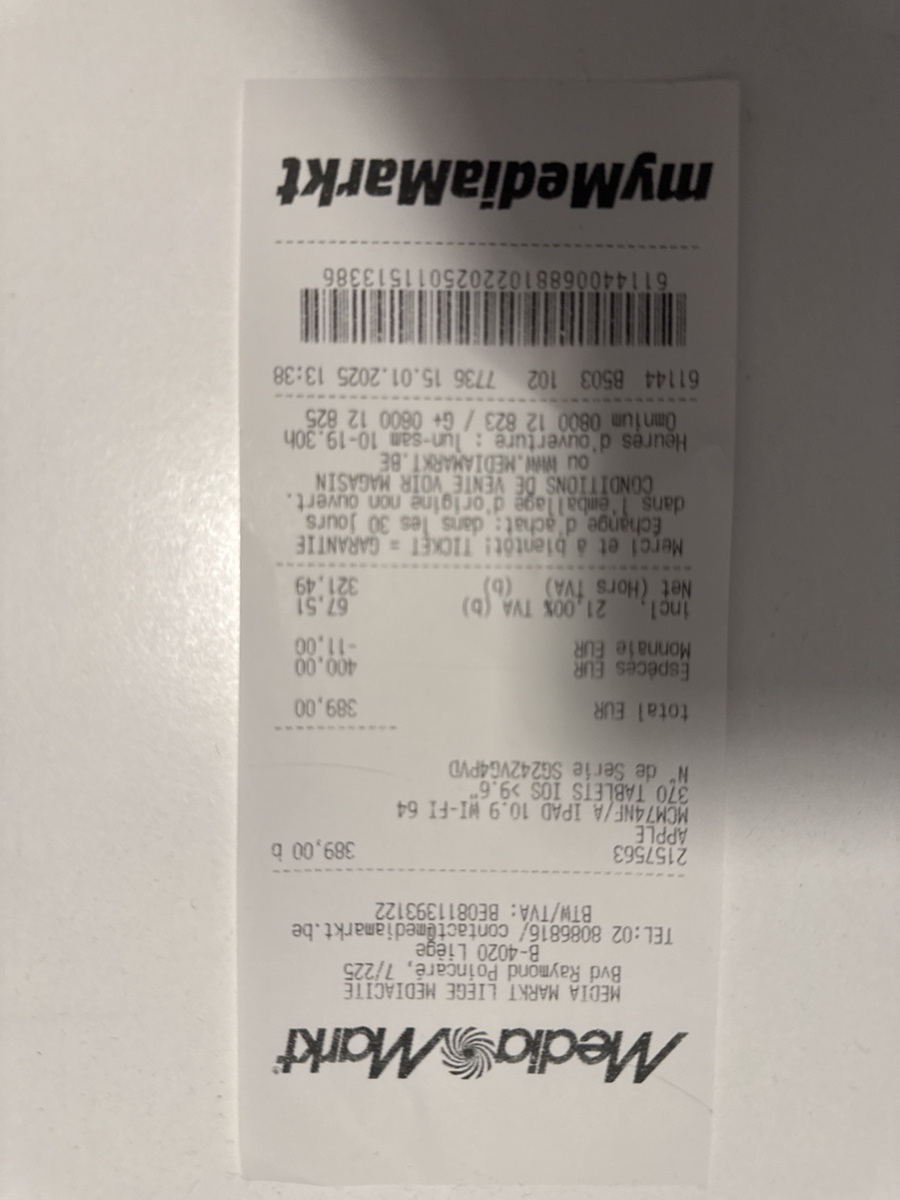 MediaMarkt
MEDIA MARKT LIEGE MEDIACITE
Bvd Raymond Poincaré, 7/225
B-4020 Liège
TEL:02 8086816/ contact@mediamarkt.be
BTW/TVA: BE0811393122
2157563 389,00 b
APPLE
MCM74NF/A IPAD 10.9 WI-FI 64
370 TABLETS IOS >9.6"
N° de Serie SG242VG4PVD
total EUR 389,00
Espèces EUR 400,00
Monnaie EUR -11,00
incl. 21,00% TVA (b) 67,51
Net (Hors TVA) (b) 321,49
Merci et à bientôt! TICKET = GARANTIE
Échange d'achat: dans les 30 jours
dans l'emballage d'origine non ouvert.
CONDITIONS DE VENTE VOIR MAGASIN
ou WWW.MEDIAMARKT.BE
Heures d'ouverture : lun-sam 10-19.30h
Omnium 0800 12 823 / G+ 0800 12 825
61144 B503 102 7736 15.01.2025 13:38
61144006881022025011513386
myMediaMarkt